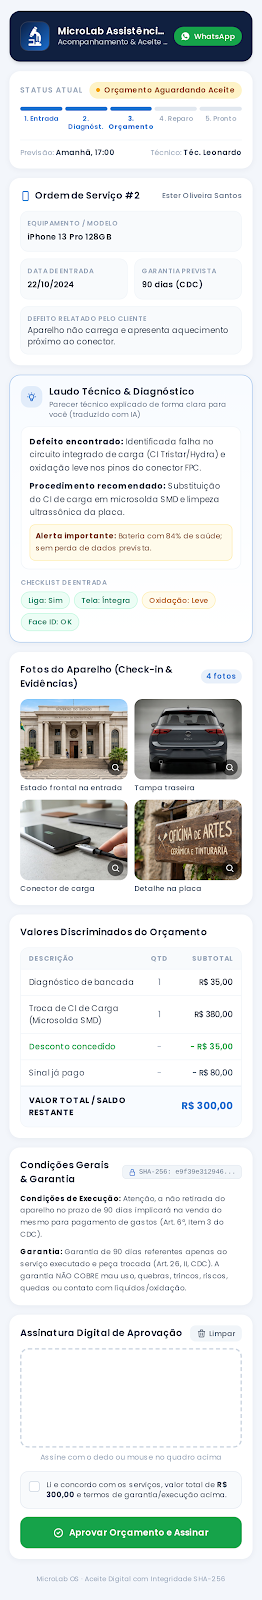 MicroLab Assistênci...
Acompanhamento & Aceite ...
WhatsApp
STATUS ATUAL
Orçamento Aguardando Aceite
1. Entrada
2. Diagnóst.
3. Orçamento
4. Reparo
5. Pronto
Previsão: Amanhã, 17:00
Técnico: Téc. Leonardo
Ordem de Serviço #2
Ester Oliveira Santos
EQUIPAMENTO / MODELO
iPhone 13 Pro 128GB
DATA DE ENTRADA
22/10/2024
GARANTIA PREVISTA
90 dias (CDC)
DEFEITO RELATADO PELO CLIENTE
Aparelho não carrega e apresenta aquecimento
próximo ao conector.
Laudo Técnico & Diagnóstico
Parecer técnico explicado de forma clara para
você (traduzido com IA)
Defeito encontrado: Identificada falha no
circuito integrado de carga (CI Tristar/Hydra) e
oxidação leve nos pinos do conector FPC.
Procedimento recomendado: Substituição
do CI de carga em microsolda SMD e limpeza
ultrassônica da placa.
Alerta importante: Bateria com 84% de saúde;
sem perda de dados prevista.
CHECKLIST DE ENTRADA
Liga: Sim
Tela: Íntegra
Oxidação: Leve
Face ID: OK
Fotos do Aparelho (Check-in &
Evidências)
4 fotos
Estado frontal na entrada
Tampa traseira
OFICINA DE ARTES
CERÂMICA E TINTURARIA
Conector de carga
Detalhe na placa
Valores Discriminados do Orçamento
DESCRIÇÃO
QTD
SUBTOTAL
Diagnóstico de bancada
1
R$ 35,00
Troca de CI de Carga
(Microsolda SMD)
1
R$ 380,00
Desconto concedido
-
- R$ 35,00
Sinal já pago
-
- R$ 80,00
VALOR TOTAL / SALDO
RESTANTE
R$ 300,00
Condições Gerais
& Garantia
SHA-256: e9f39e312946...
Condições de Execução: Atenção, a não retirada do
aparelho no prazo de 90 dias implicará na venda do
mesmo para pagamento de gastos (Art. 6º, Item 3 do
CDC).
Garantia: Garantia de 90 dias referentes apenas ao
serviço executado e peça trocada (Art. 26, II, CDC). A
garantia NÃO COBRE mau uso, quebras, trincos, riscos,
quedas ou contato com líquidos/oxidação.
Assinatura Digital de Aprovação
Limpar
Assine com o dedo ou mouse no quadro acima
Li e concordo com os serviços, valor total de R$
300,00 e termos de garantia/execução acima.
Aprovar Orçamento e Assinar
MicroLab OS · Aceite Digital com Integridade SHA-256